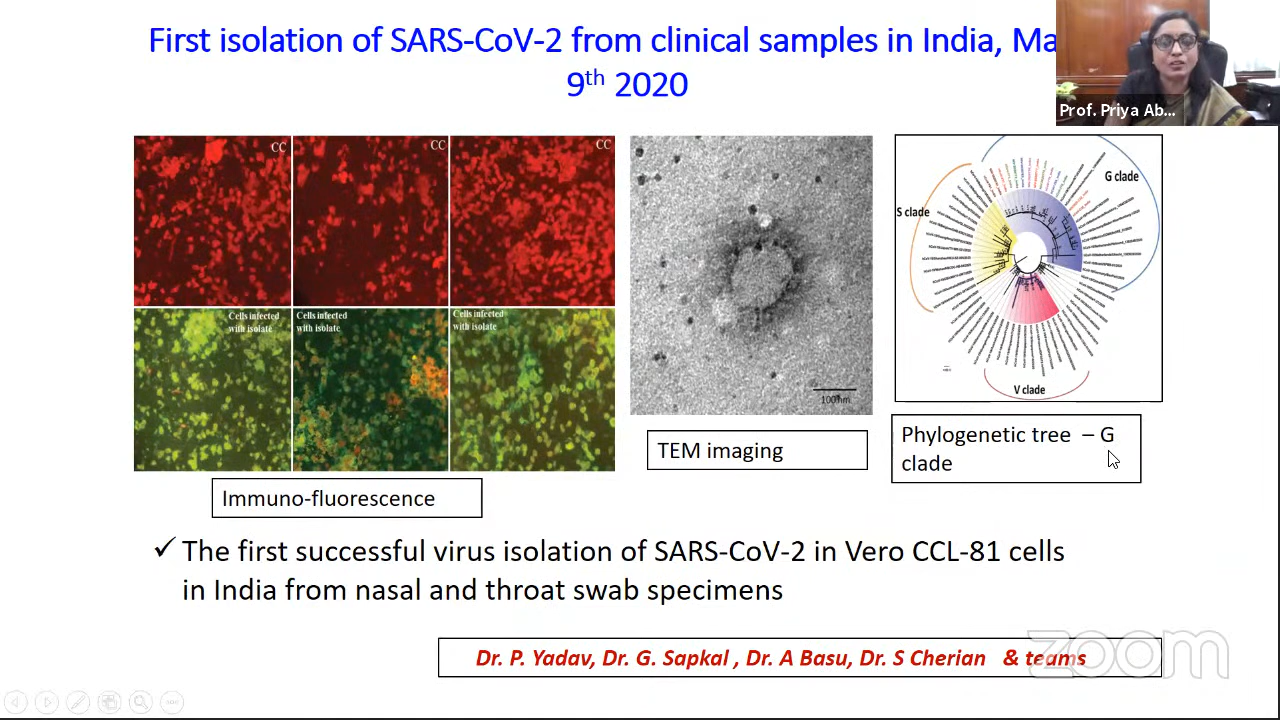 First isolation of SARS-CoV-2 from clinical samples in India, Ma
9th 2020
Prof. Priya Ab...
CC
CC
CC
Cells infected
with isolate
Cells infected
with isolate
Cells infected
with isolate
100nm
G clade
S clade
V clade
TEM imaging
Phylogenetic tree – G
clade
Immuno-fluorescence
✓ The first successful virus isolation of SARS-CoV-2 in Vero CCL-81 cells
in India from nasal and throat swab specimens
Dr. P. Yadav, Dr. G. Sapkal , Dr. A Basu, Dr. S Cherian & teams
zoom